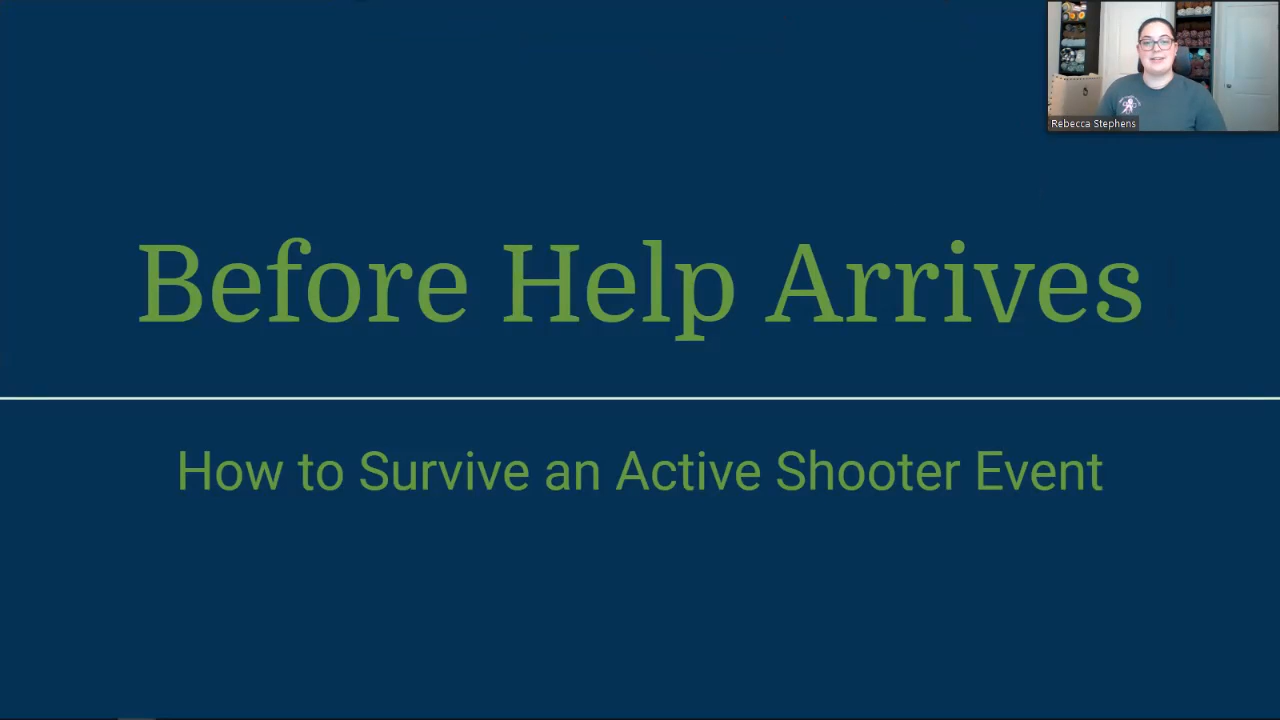 Rebecca Stephens
Before Help Arrives
How to Survive an Active Shooter Event